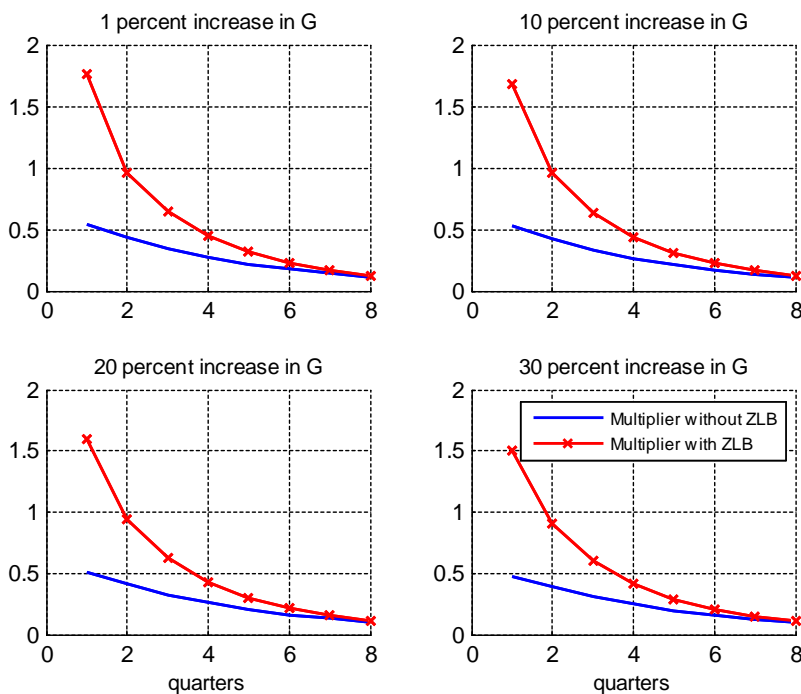 1 percent increase in G
10 percent increase in G
2
1.5
1
0.5
0
0 2 4 6 8
2
1.5
1
0.5
0
0 2 4 6 8
20 percent increase in G
30 percent increase in G
2
1.5
1
0.5
0
0 2 4 6 8
quarters
2
1.5
1
0.5
0
0 2 4 6 8
quarters
Multiplier without ZLB
Multiplier with ZLB